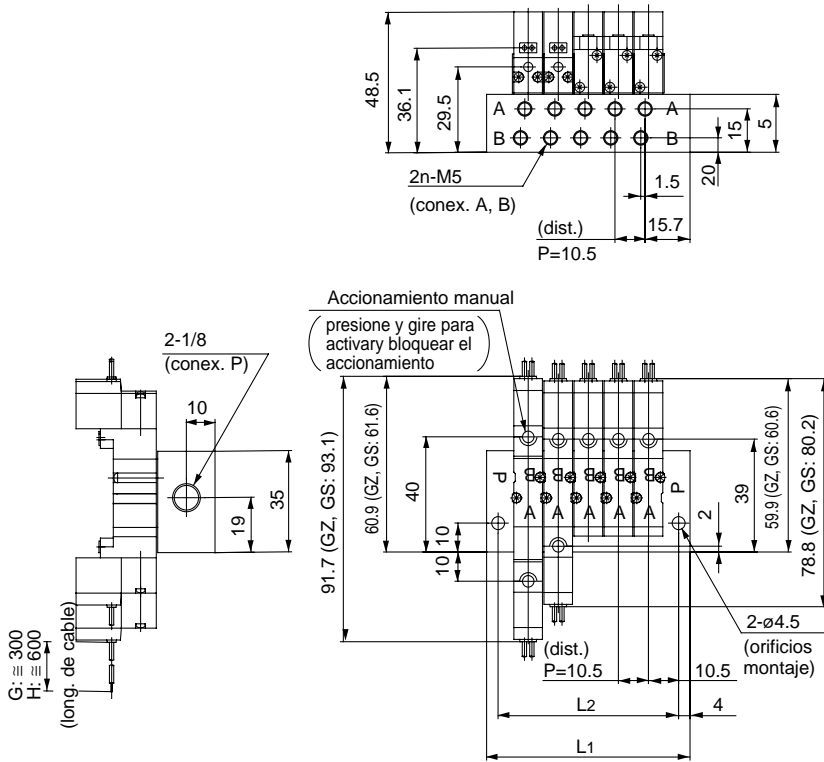 48.5
36.1
29.5
A
A
B
B
15
5
20
1.5
15.7
2n-M5
(conex. A, B)
(dist.)
P=10.5
Accionamiento manual
(presione y gire para
activary bloquear el
accionamiento)
2-1/8
(conex. P)
10
35
19
G: ≅ 300
H: ≅ 600
(long. de cable)
91.7 (GZ, GS: 93.1)
60.9 (GZ, GS: 61.6)
40
10
10
P
B
B
B
B
B
P
A
A
A
A
A
39
2
59.9 (GZ, GS: 60.6)
78.8 (GZ, GS: 80.2)
2-ø4.5
(orificios
montaje)
(dist.)
P=10.5
10.5
L2
4
L1